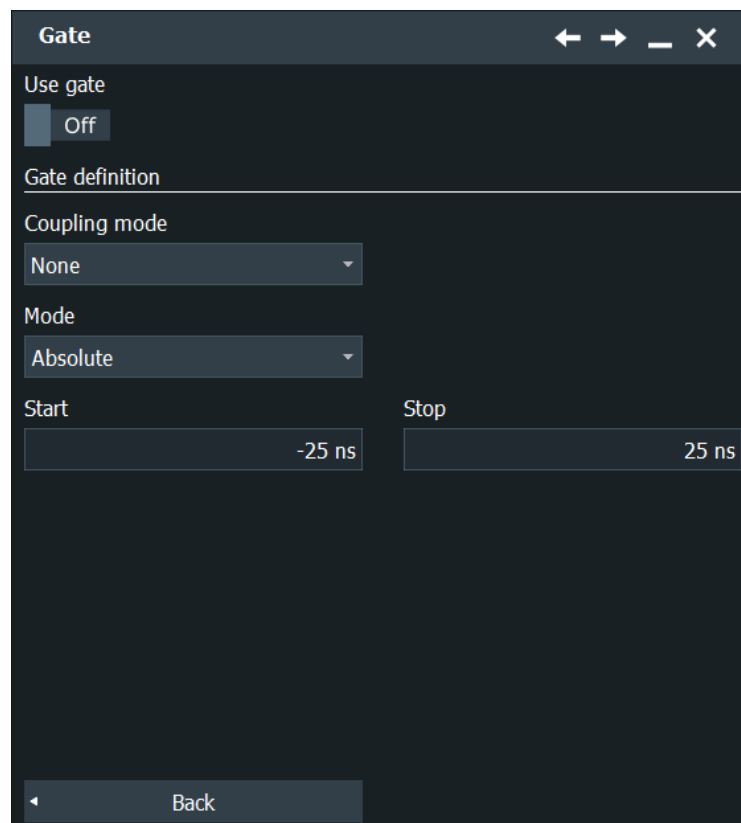 Gate
Use gate
Off
Gate definition
Coupling mode
None
Mode
Absolute
Start Stop
-25 ns 25 ns
Back